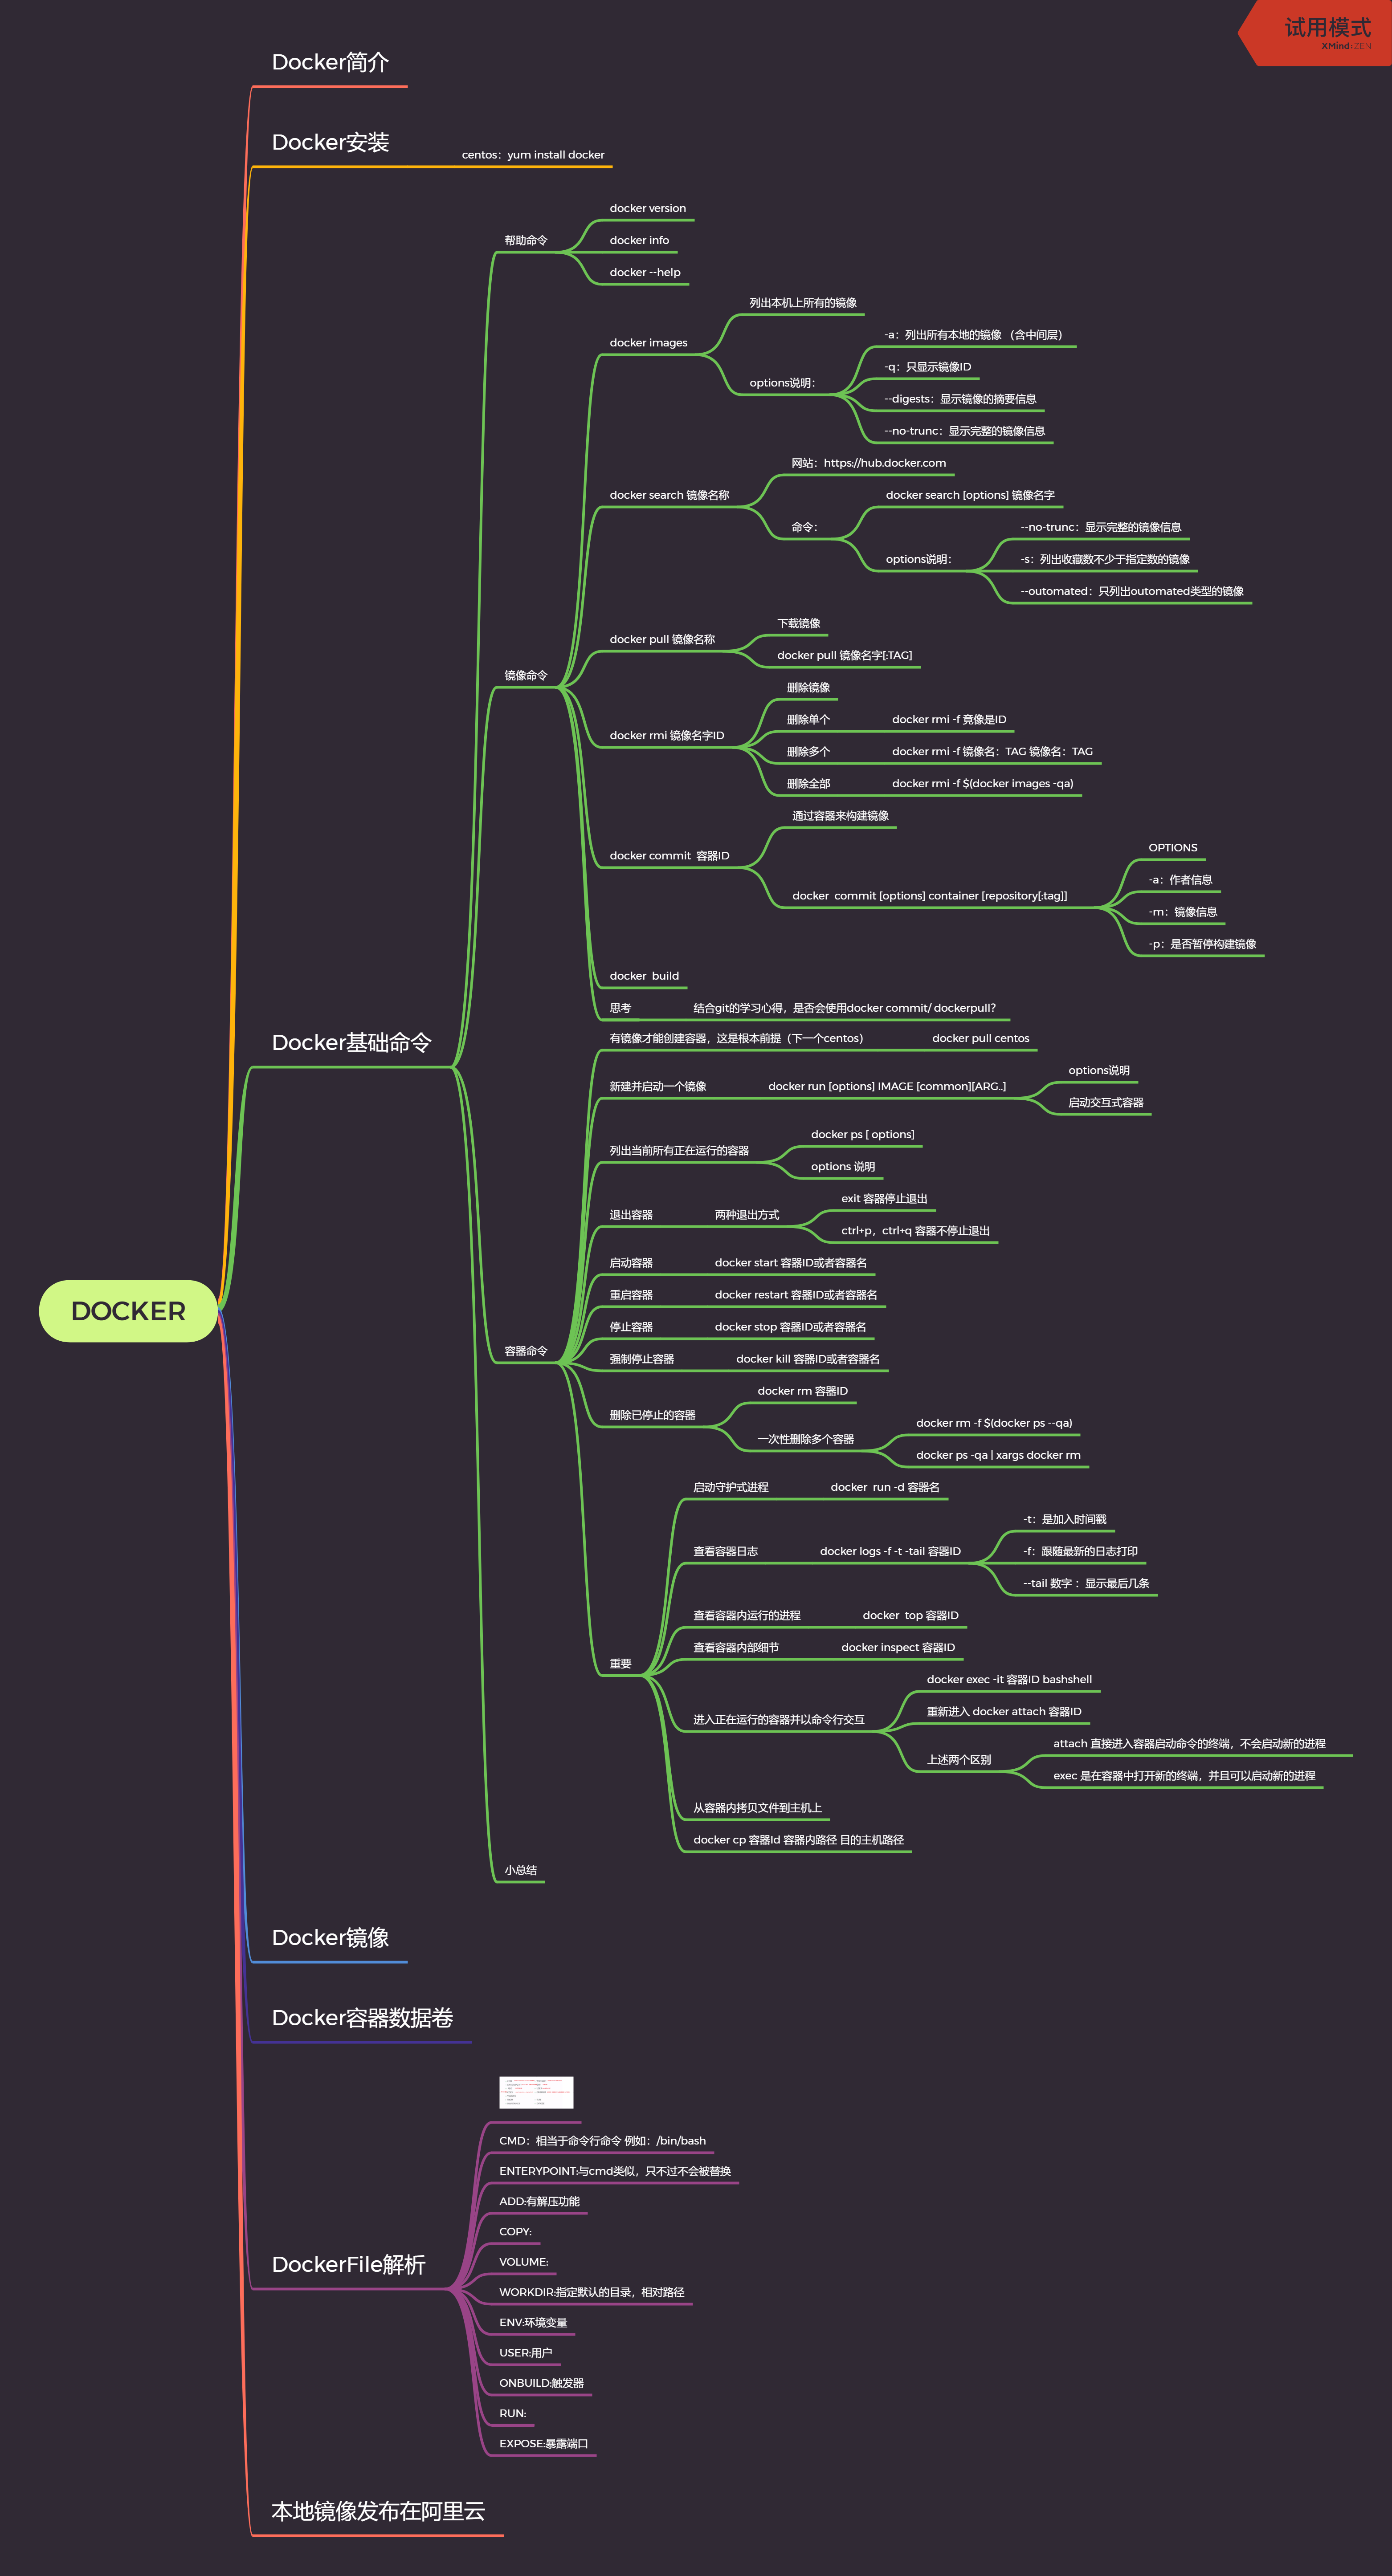 试用模式
XMind:ZEN
Docker简介
Docker安装
centos：yum install docker
DOCKER
Docker基础命令
帮助命令
docker version
docker info
docker --help
镜像命令
docker images
列出本机上所有的镜像
options说明：
-a：列出所有本地的镜像 （含中间层）
-q：只显示镜像ID
--digests：显示镜像的摘要信息
--no-trunc：显示完整的镜像信息
docker search 镜像名称
网站：https://hub.docker.com
命令：
docker search [options] 镜像名字
options说明：
--no-trunc：显示完整的镜像信息
-s：列出收藏数不少于指定数的镜像
--outomated：只列出outomated类型的镜像
docker pull 镜像名称
下载镜像
docker pull 镜像名字[:TAG]
docker rmi 镜像名字ID
删除镜像
删除单个
docker rmi -f 竟像是ID
删除多个
docker rmi -f 镜像名：TAG 镜像名：TAG
删除全部
docker rmi -f $(docker images -qa)
docker commit  容器ID
通过容器来构建镜像
docker  commit [options] container [repository[:tag]]
OPTIONS
-a：作者信息
-m：镜像信息
-p：是否暂停构建镜像
docker  build
思考
结合git的学习心得，是否会使用docker commit/ dockerpull？
容器命令
有镜像才能创建容器，这是根本前提（下一个centos）
docker pull centos
新建并启动一个镜像
docker run [options] IMAGE [common][ARG..]
options说明
启动交互式容器
列出当前所有正在运行的容器
docker ps [ options]
options 说明
退出容器
两种退出方式
exit 容器停止退出
ctrl+p，ctrl+q 容器不停止退出
启动容器
docker start 容器ID或者容器名
重启容器
docker restart 容器ID或者容器名
停止容器
docker stop 容器ID或者容器名
强制停止容器
docker kill 容器ID或者容器名
删除已停止的容器
docker rm 容器ID
一次性删除多个容器
docker rm -f $(docker ps --qa)
docker ps -qa | xargs docker rm
重要
启动守护式进程
docker  run -d 容器名
查看容器日志
docker logs -f -t -tail 容器ID
-t：是加入时间戳
-f：跟随最新的日志打印
--tail 数字 ：显示最后几条
查看容器内运行的进程
docker  top 容器ID
查看容器内部细节
docker inspect 容器ID
进入正在运行的容器并以命令行交互
docker exec -it 容器ID bashshell
重新进入 docker attach 容器ID
上述两个区别
attach 直接进入容器启动命令的终端，不会启动新的进程
exec 是在容器中打开新的终端，并且可以启动新的进程
从容器内拷贝文件到主机上
docker cp 容器Id 容器内路径 目的主机路径
小总结
Docker镜像
Docker容器数据卷
DockerFile解析
CMD：相当于命令行命令 例如：/bin/bash
ENTERYPOINT:与cmd类似，只不过不会被替换
ADD:有解压功能
COPY:
VOLUME:
WORKDIR:指定默认的目录，相对路径
ENV:环境变量
USER:用户
ONBUILD:触发器
RUN:
EXPOSE:暴露端口
本地镜像发布在阿里云